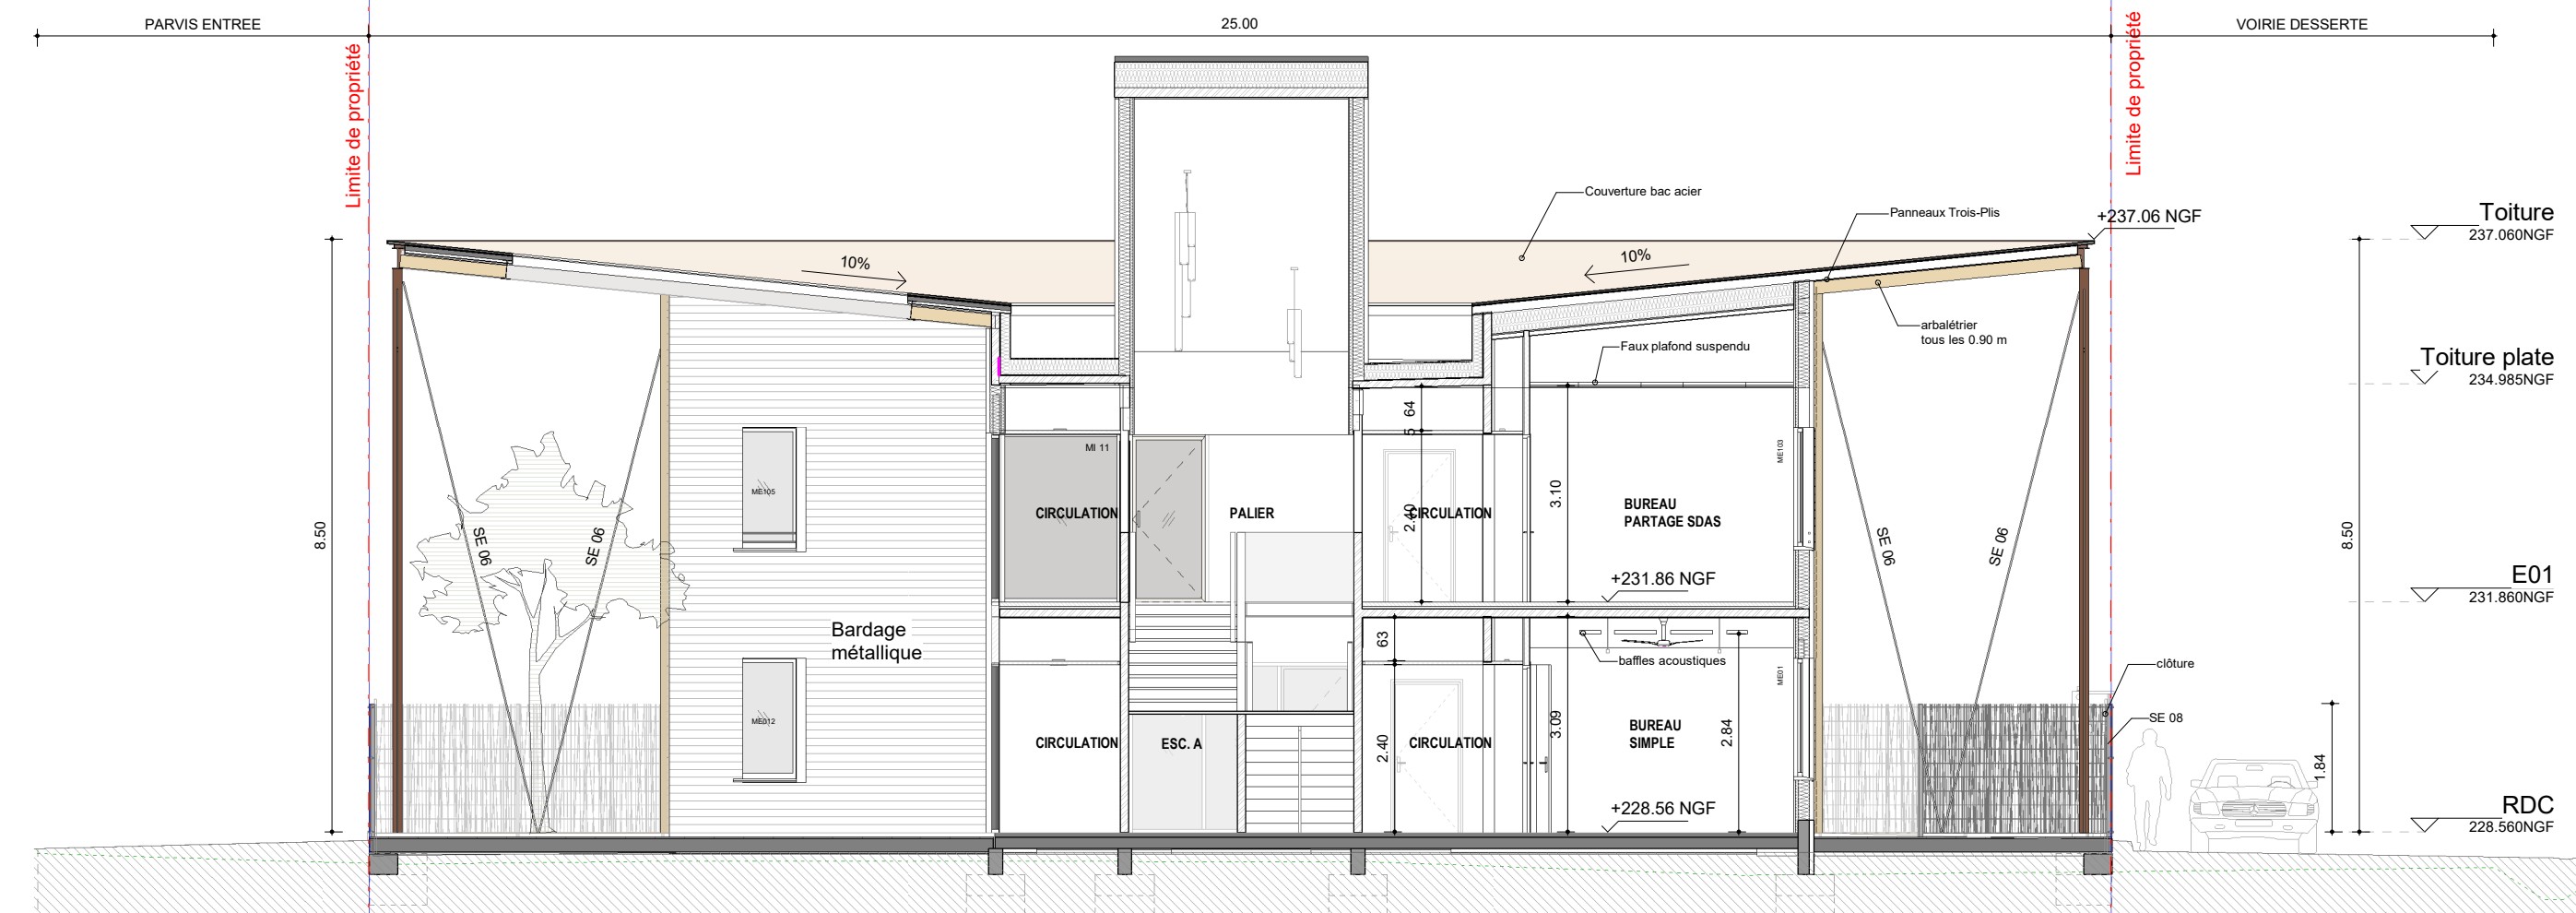 PARVIS ENTREE
25.00
VOIRIE DESSERTE
Limite de propriété
Limite de propriété
Couverture bac acier
Panneaux Trois-Plis
+237.06 NGF
Toiture
237.060NGF
10%
10%
arbalétrier
tous les 0.90 m
Faux plafond suspendu
Toiture plate
234.985NGF
64
5
MI 11
ME103
ME105
CIRCULATION
PALIER
2.40
CIRCULATION
3.10
BUREAU
PARTAGE SDAS
8.50
SE 06
SE 06
SE 06
SE 06
8.50
+231.86 NGF
E01
231.860NGF
Bardage
métallique
63
baffles acoustiques
clôture
ME01
ME012
SE 08
CIRCULATION
ESC. A
2.40
CIRCULATION
3.09
BUREAU
SIMPLE
2.84
1.84
+228.56 NGF
RDC
228.560NGF